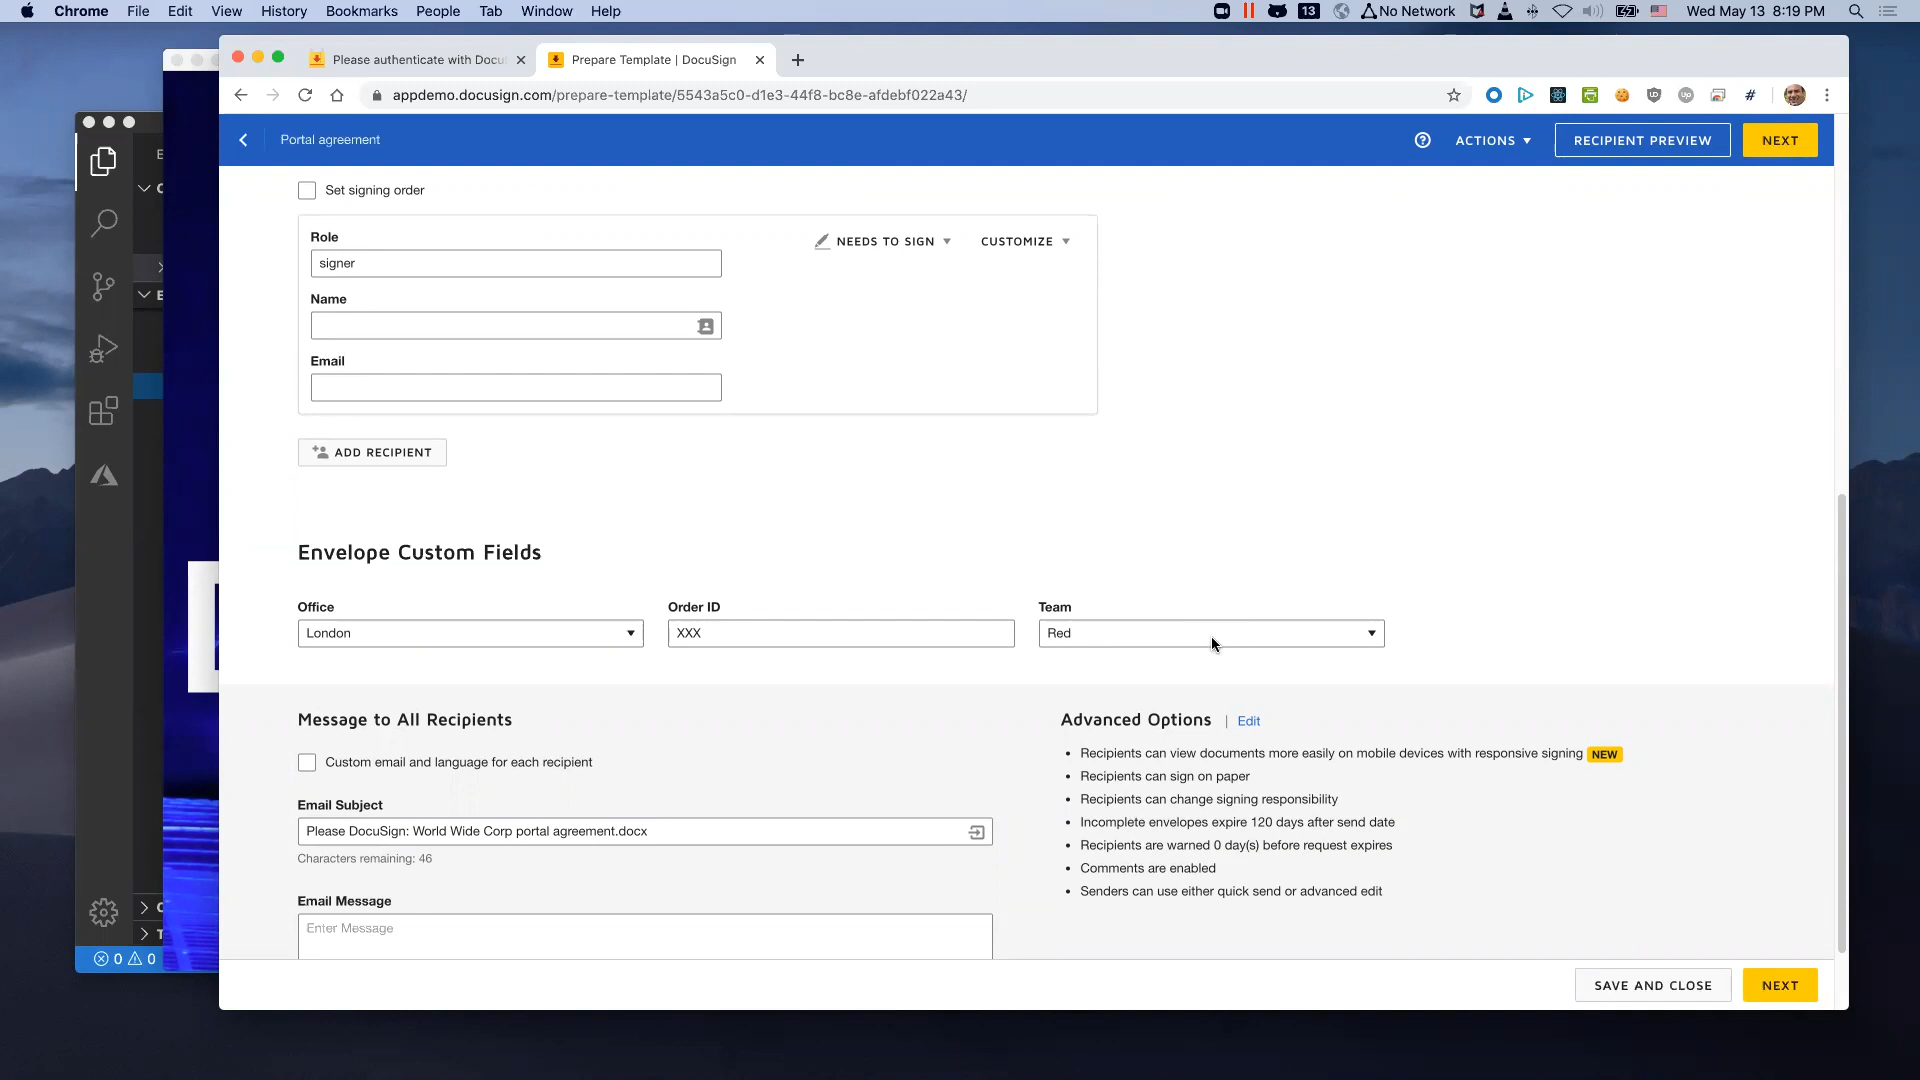 Chrome File Edit View History Bookmarks People Tab Window Help
13 No Network Wed May 13 8:19 PM
Please authenticate with Docu
Prepare Template | DocuSign
appdemo.docusign.com/prepare-template/5543a5c0-d1e3-44f8-bc8e-afdebf022a43/
Portal agreement
ACTIONS
RECIPIENT PREVIEW
NEXT
Set signing order
Role
NEEDS TO SIGN
CUSTOMIZE
signer
Name
Email
ADD RECIPIENT
Envelope Custom Fields
Office Order ID Team
London XXX Red
Message to All Recipients
Custom email and language for each recipient
Email Subject
Please DocuSign: World Wide Corp portal agreement.docx
Characters remaining: 46
Email Message
Enter Message
Advanced Options | Edit
Recipients can view documents more easily on mobile devices with responsive signing NEW
Recipients can sign on paper
Recipients can change signing responsibility
Incomplete envelopes expire 120 days after send date
Recipients are warned 0 day(s) before request expires
Comments are enabled
Senders can use either quick send or advanced edit
0 0
SAVE AND CLOSE
NEXT